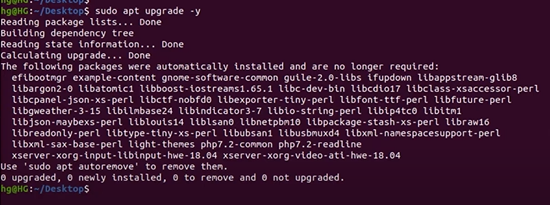 hg@HG:~/Desktop$
hg@HG:~/Desktop$ sudo apt upgrade -y
Reading package lists... Done
Building dependency tree
Reading state information... Done
Calculating upgrade... Done
The following packages were automatically installed and are no longer required:
efibootmgr example-content gnome-software-common guile-2.0-libs ifupdown libappstream-glib8
libargon2-0 libatomic1 libboost-iostreams1.65.1 libc-dev-bin libcdio17 libclass-xsaccessor-perl
libcpanel-json-xs-perl libctf-nobfd0 libexporter-tiny-perl libfont-ttf-perl libfuture-perl
libgweather-3-15 libilmbase24 libindicator3-7 libio-string-perl libip4tc0 libitm1
libjson-maybexs-perl liblouis14 liblsan0 libnetpbm10 libpackage-stash-xs-perl libraw16
libreadonly-perl libtype-tiny-xs-perl libubsan1 libusbmuxd4 libxml-namespacesupport-perl
libxml-sax-base-perl light-themes php7.2-common php7.2-readline
xserver-xorg-input-libinput-hwe-18.04 xserver-xorg-video-ati-hwe-18.04
Use 'sudo apt autoremove' to remove them.
0 upgraded, 0 newly installed, 0 to remove and 0 not upgraded.
hg@HG:~/Desktop$